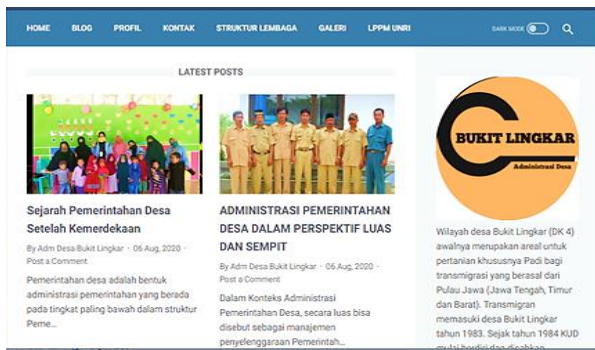 HOME BLOG PROFIL KONTAK STRUKTUR LEMBAGA GALERI LPPM UNRI DARK MODE
LATEST POSTS
Sejarah Pemerintahan Desa
Setelah Kemerdekaan
By Adm Desa Bukit Lingkar - 06 Aug, 2020 -
Post a Comment
Pemerintahan desa adalah bentuk
administrasi pemerintahan yang berada
pada tingkat paling bawah dalam struktur
Peme...
ADMINISTRASI PEMERINTAHAN
DESA DALAM PERSPEKTIF LUAS
DAN SEMPIT
By Adm Desa Bukit Lingkar - 06 Aug, 2020 -
Post a Comment
Dalam Konteks Administrasi
Pemerintahan Desa, secara luas bisa
disebut sebagai manajemen
penyelenggaraan Pemerintah...
BUKIT LINGKAR
Administrasi Desa
Wilayah desa Bukit Lingkar (DK 4)
awalnya merupakan areal untuk
pertanian khususnya Padi bagi
transmigrasi yang berasal dari
Pulau Jawa (Jawa Tengah, Timur
dan Barat). Transmigran
memasuki desa Bukit Lingkar
tahun 1983. Sejak tahun 1984 KUD
mulai berdiri dan disahkan